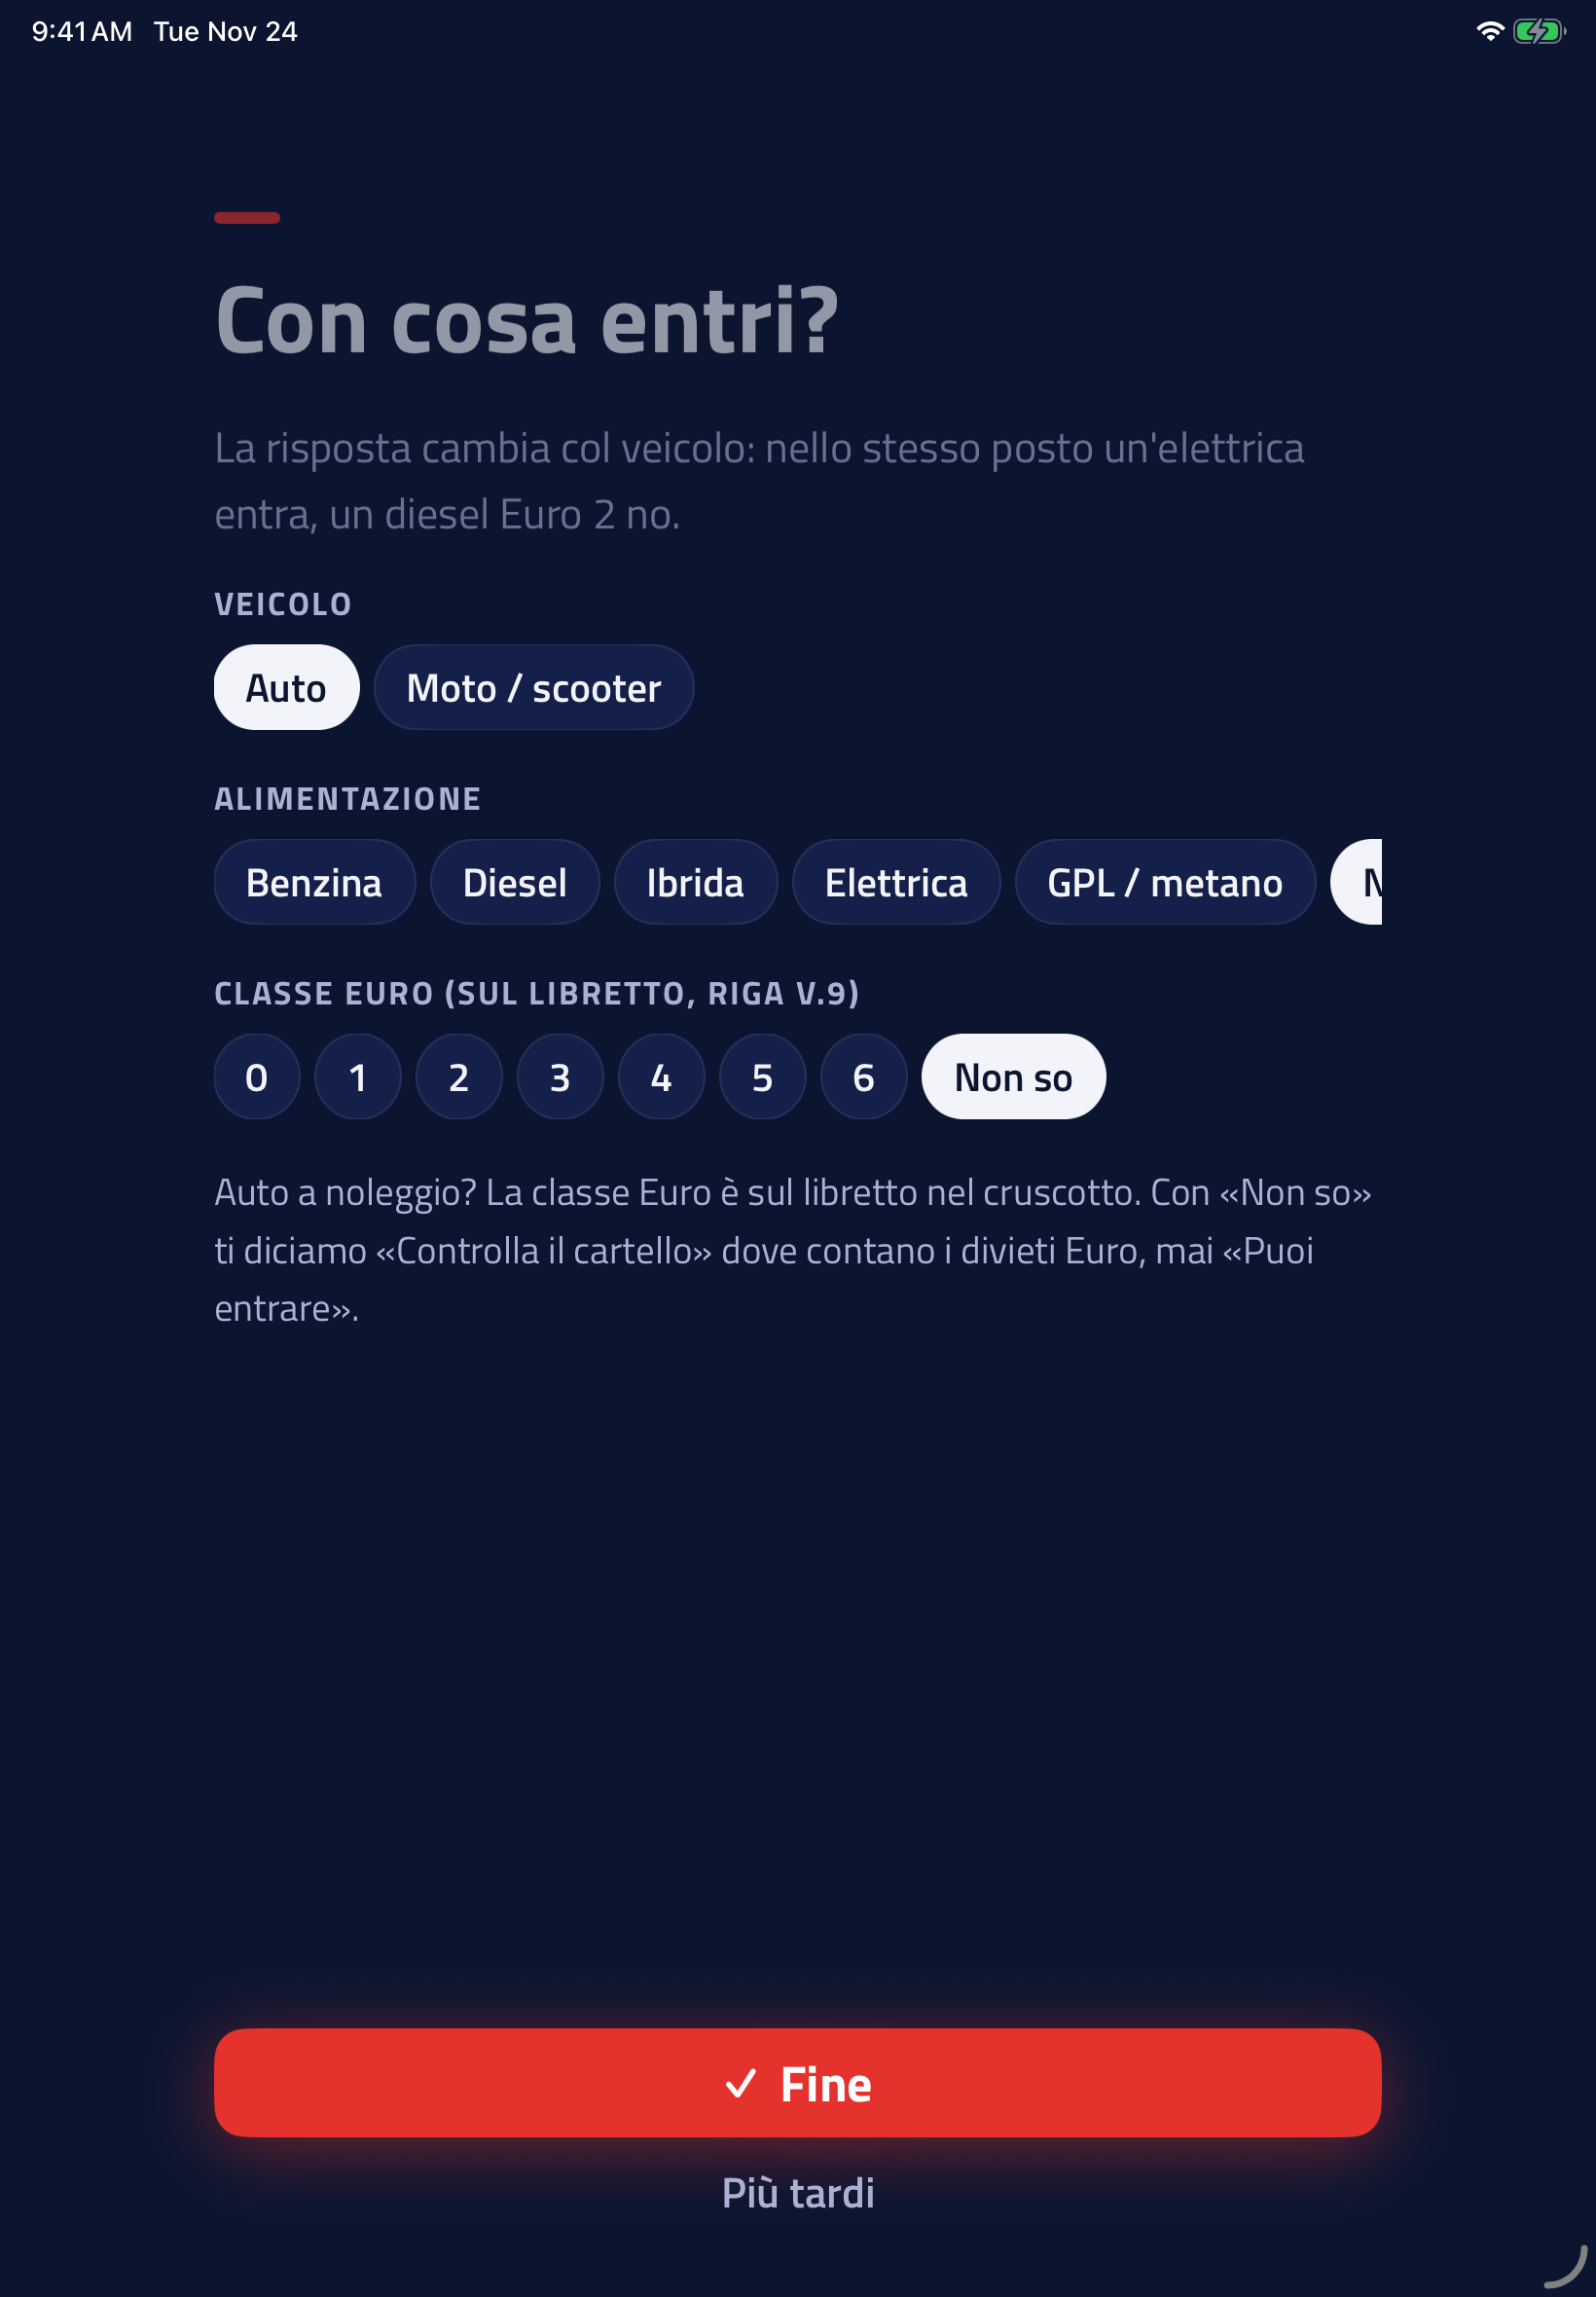 9:41 AM Tue Nov 24
Con cosa entri?
La risposta cambia col veicolo: nello stesso posto un'elettrica
entra, un diesel Euro 2 no.
VEICOLO
Auto Moto / scooter
ALIMENTAZIONE
Benzina Diesel Ibrida Elettrica GPL / metano
CLASSE EURO (SUL LIBRETTO, RIGA V.9)
0 1 2 3 4 5 6 Non so
Auto a noleggio? La classe Euro è sul libretto nel cruscotto. Con «Non so»
ti diciamo «Controlla il cartello» dove contano i divieti Euro, mai «Puoi
entrare».
Fine
Più tardi